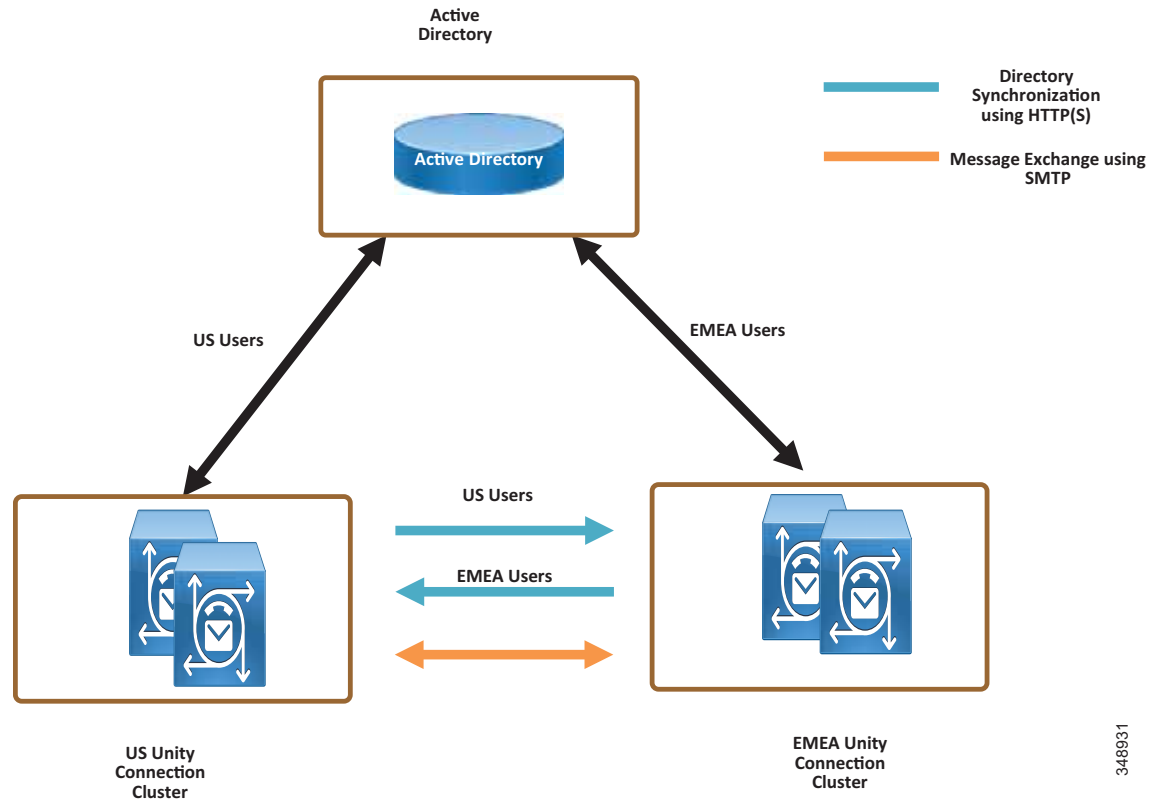 Active
Directory
Active Directory
Directory
Synchronization
using HTTP(S)
Message Exchange using
SMTP
US Users
EMEA Users
US Users
EMEA Users
US Unity
Connection
Cluster
EMEA Unity
Connection
Cluster
348931